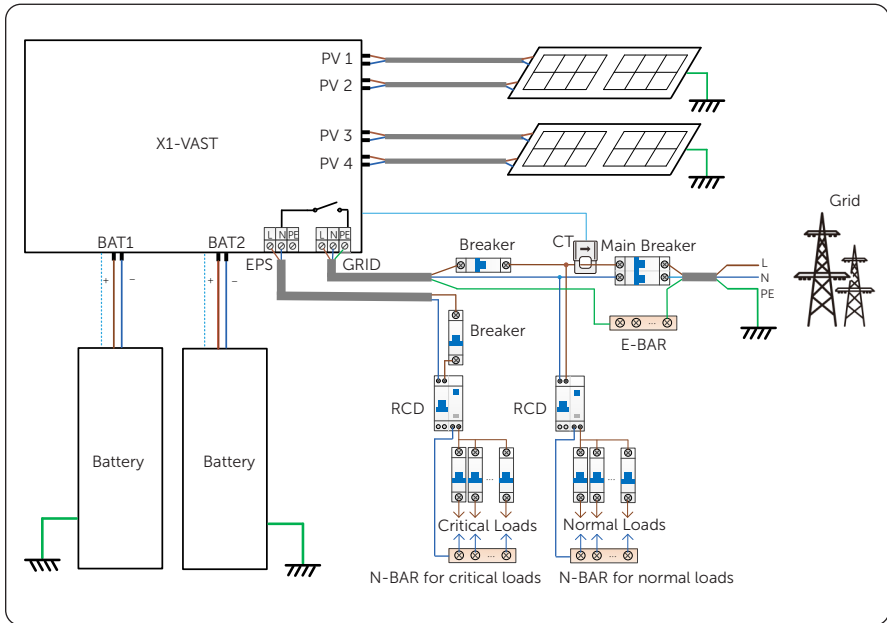 PV 1
PV 2
X1-VAST
PV 3
PV 4
Grid
BAT1
BAT2
L N PE
L N PE
EPS
GRID
Breaker
CT
Main Breaker
L
N
PE
+ –
+ –
E-BAR
Breaker
RCD
RCD
Battery
Battery
...
...
Critical Loads
Normal Loads
...
...
...
N-BAR for critical loads
N-BAR for normal loads